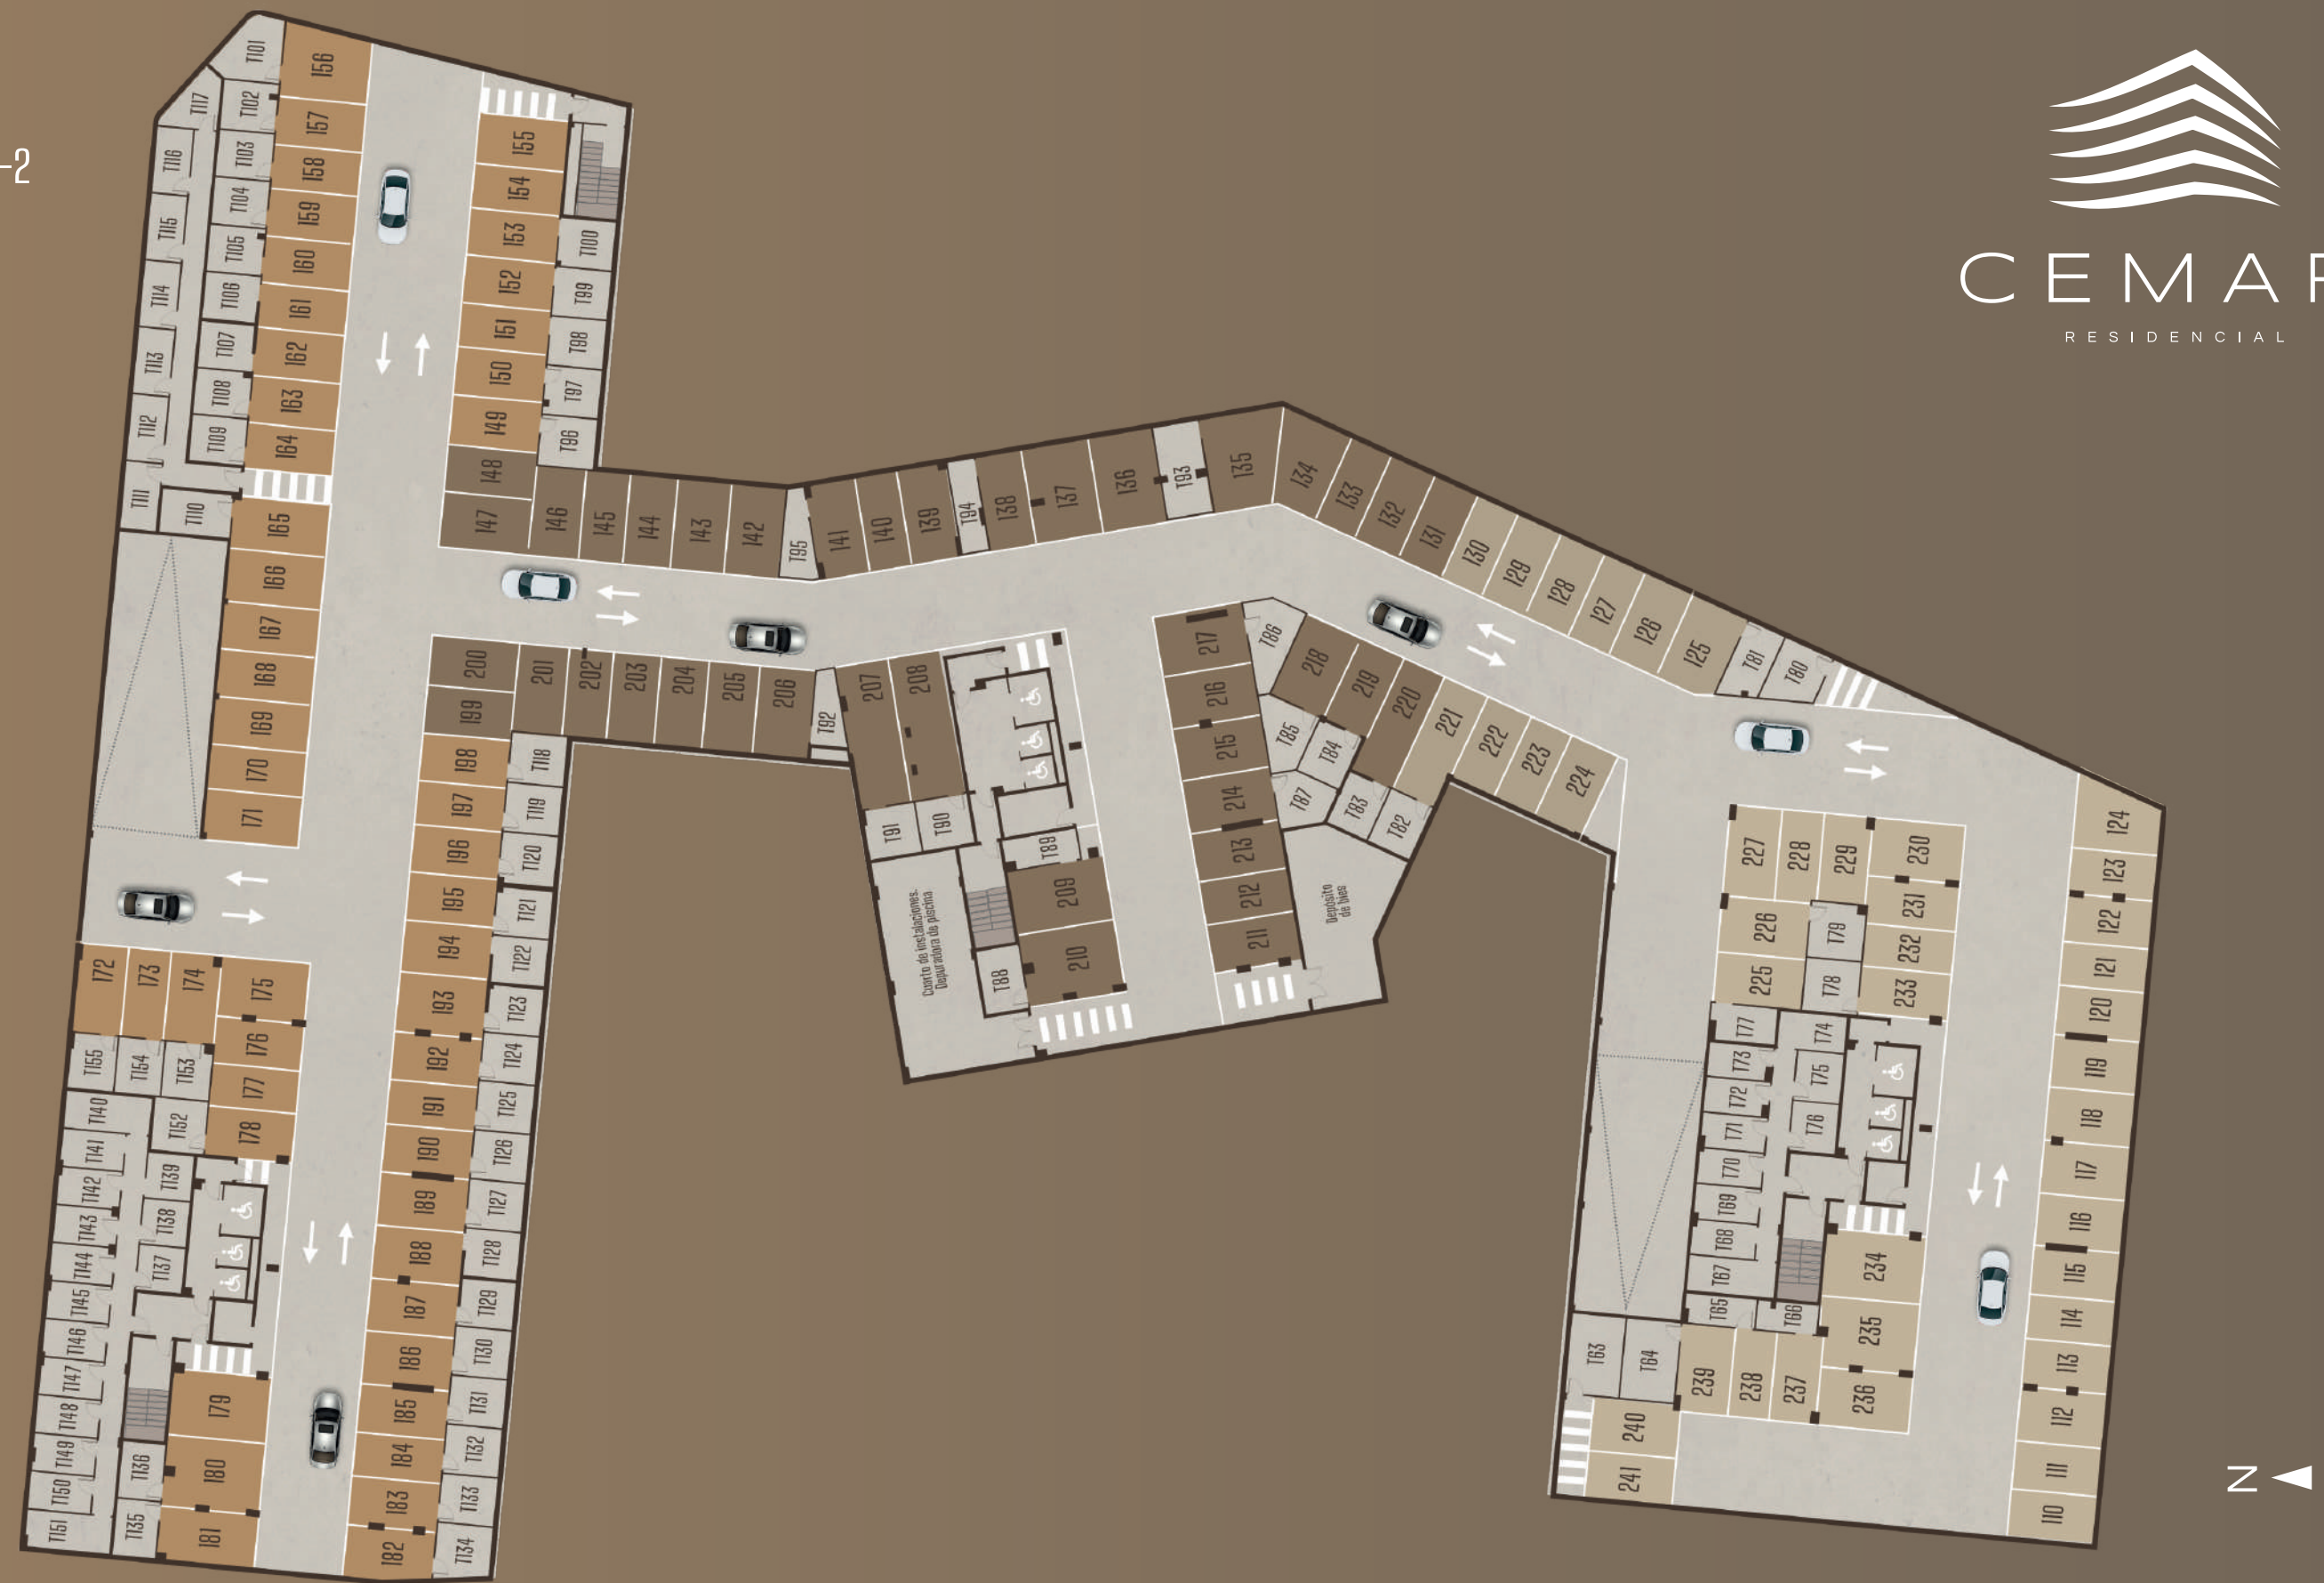 -2
CEMAR
RESIDENCIAL
N
T101
T102
T103
T104
T105
T106
T107
T108
T109
T110
T111
T112
T113
T114
T115
T116
T117
156
157
158
159
160
161
162
163
164
165
166
167
168
169
170
171
155
154
153
152
151
150
149
148
147
T100
T99
T98
T97
T96
146
145
144
143
142
T95
141
140
139
T94
138
137
136
T93
135
134
133
132
131
130
129
128
127
126
125
T81
T80
200
199
198
197
196
195
194
193
192
191
190
189
188
187
186
185
184
183
182
201
202
203
204
205
206
T92
207
208
T91
T90
T89
209
210
T88
Cuarto de instalaciones.
Depuradora de piscina
217
216
215
214
213
212
211
T86
T85
T84
T87
T83
T82
Depósito
de bies
218
219
220
221
222
223
224
T118
T119
T120
T121
T122
T123
T124
T125
T126
T127
T128
T129
T130
T131
T132
T133
T134
172
173
174
175
176
177
178
T155
T154
T153
T152
T140
T141
T142
T143
T144
T145
T146
T147
T148
T149
T150
T151
T139
T138
T137
T136
T135
179
180
181
227
228
229
230
231
232
233
226
225
T79
T78
T77
T74
T73
T75
T72
T76
T71
T70
T69
T68
T67
T65
T66
T63
T64
234
235
236
237
238
239
240
241
124
123
122
121
120
119
118
117
116
115
114
113
112
111
110